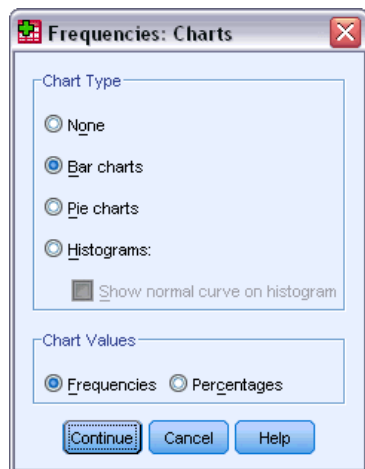 Frequencies: Charts
Chart Type
None
Bar charts
Pie charts
Histograms:
Show normal curve on histogram
Chart Values
Frequencies Percentages
Continue Cancel Help